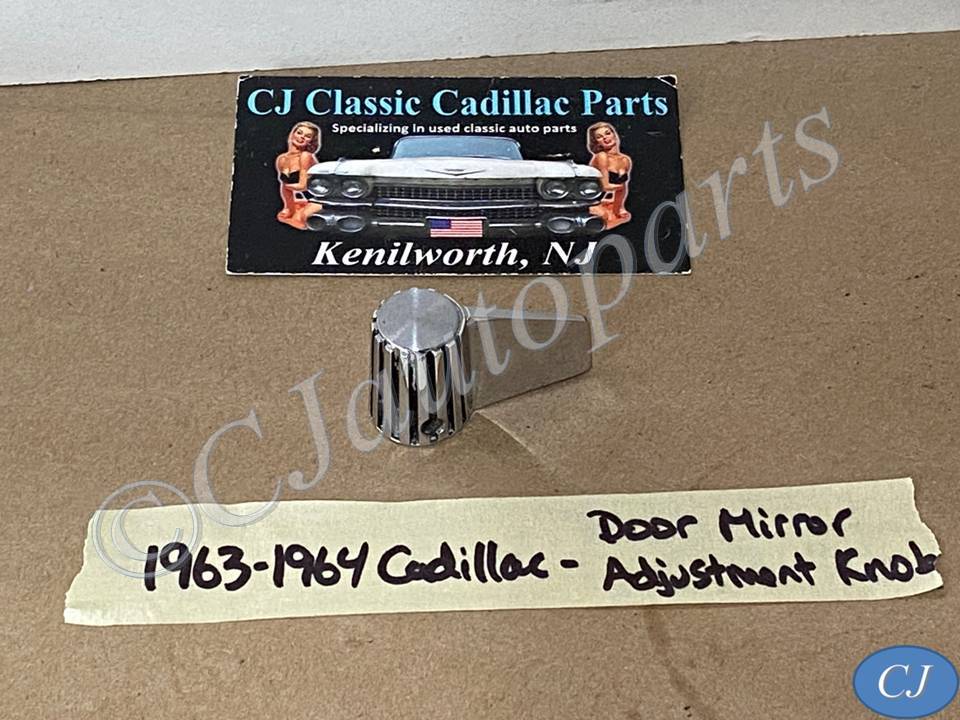 CJ Classic Cadillac Parts
Specializing in used classic auto parts
Kenilworth, NJ
©CJautoparts
1963-1964 Cadillac - Door Mirror
Adjustment Knob
CJ